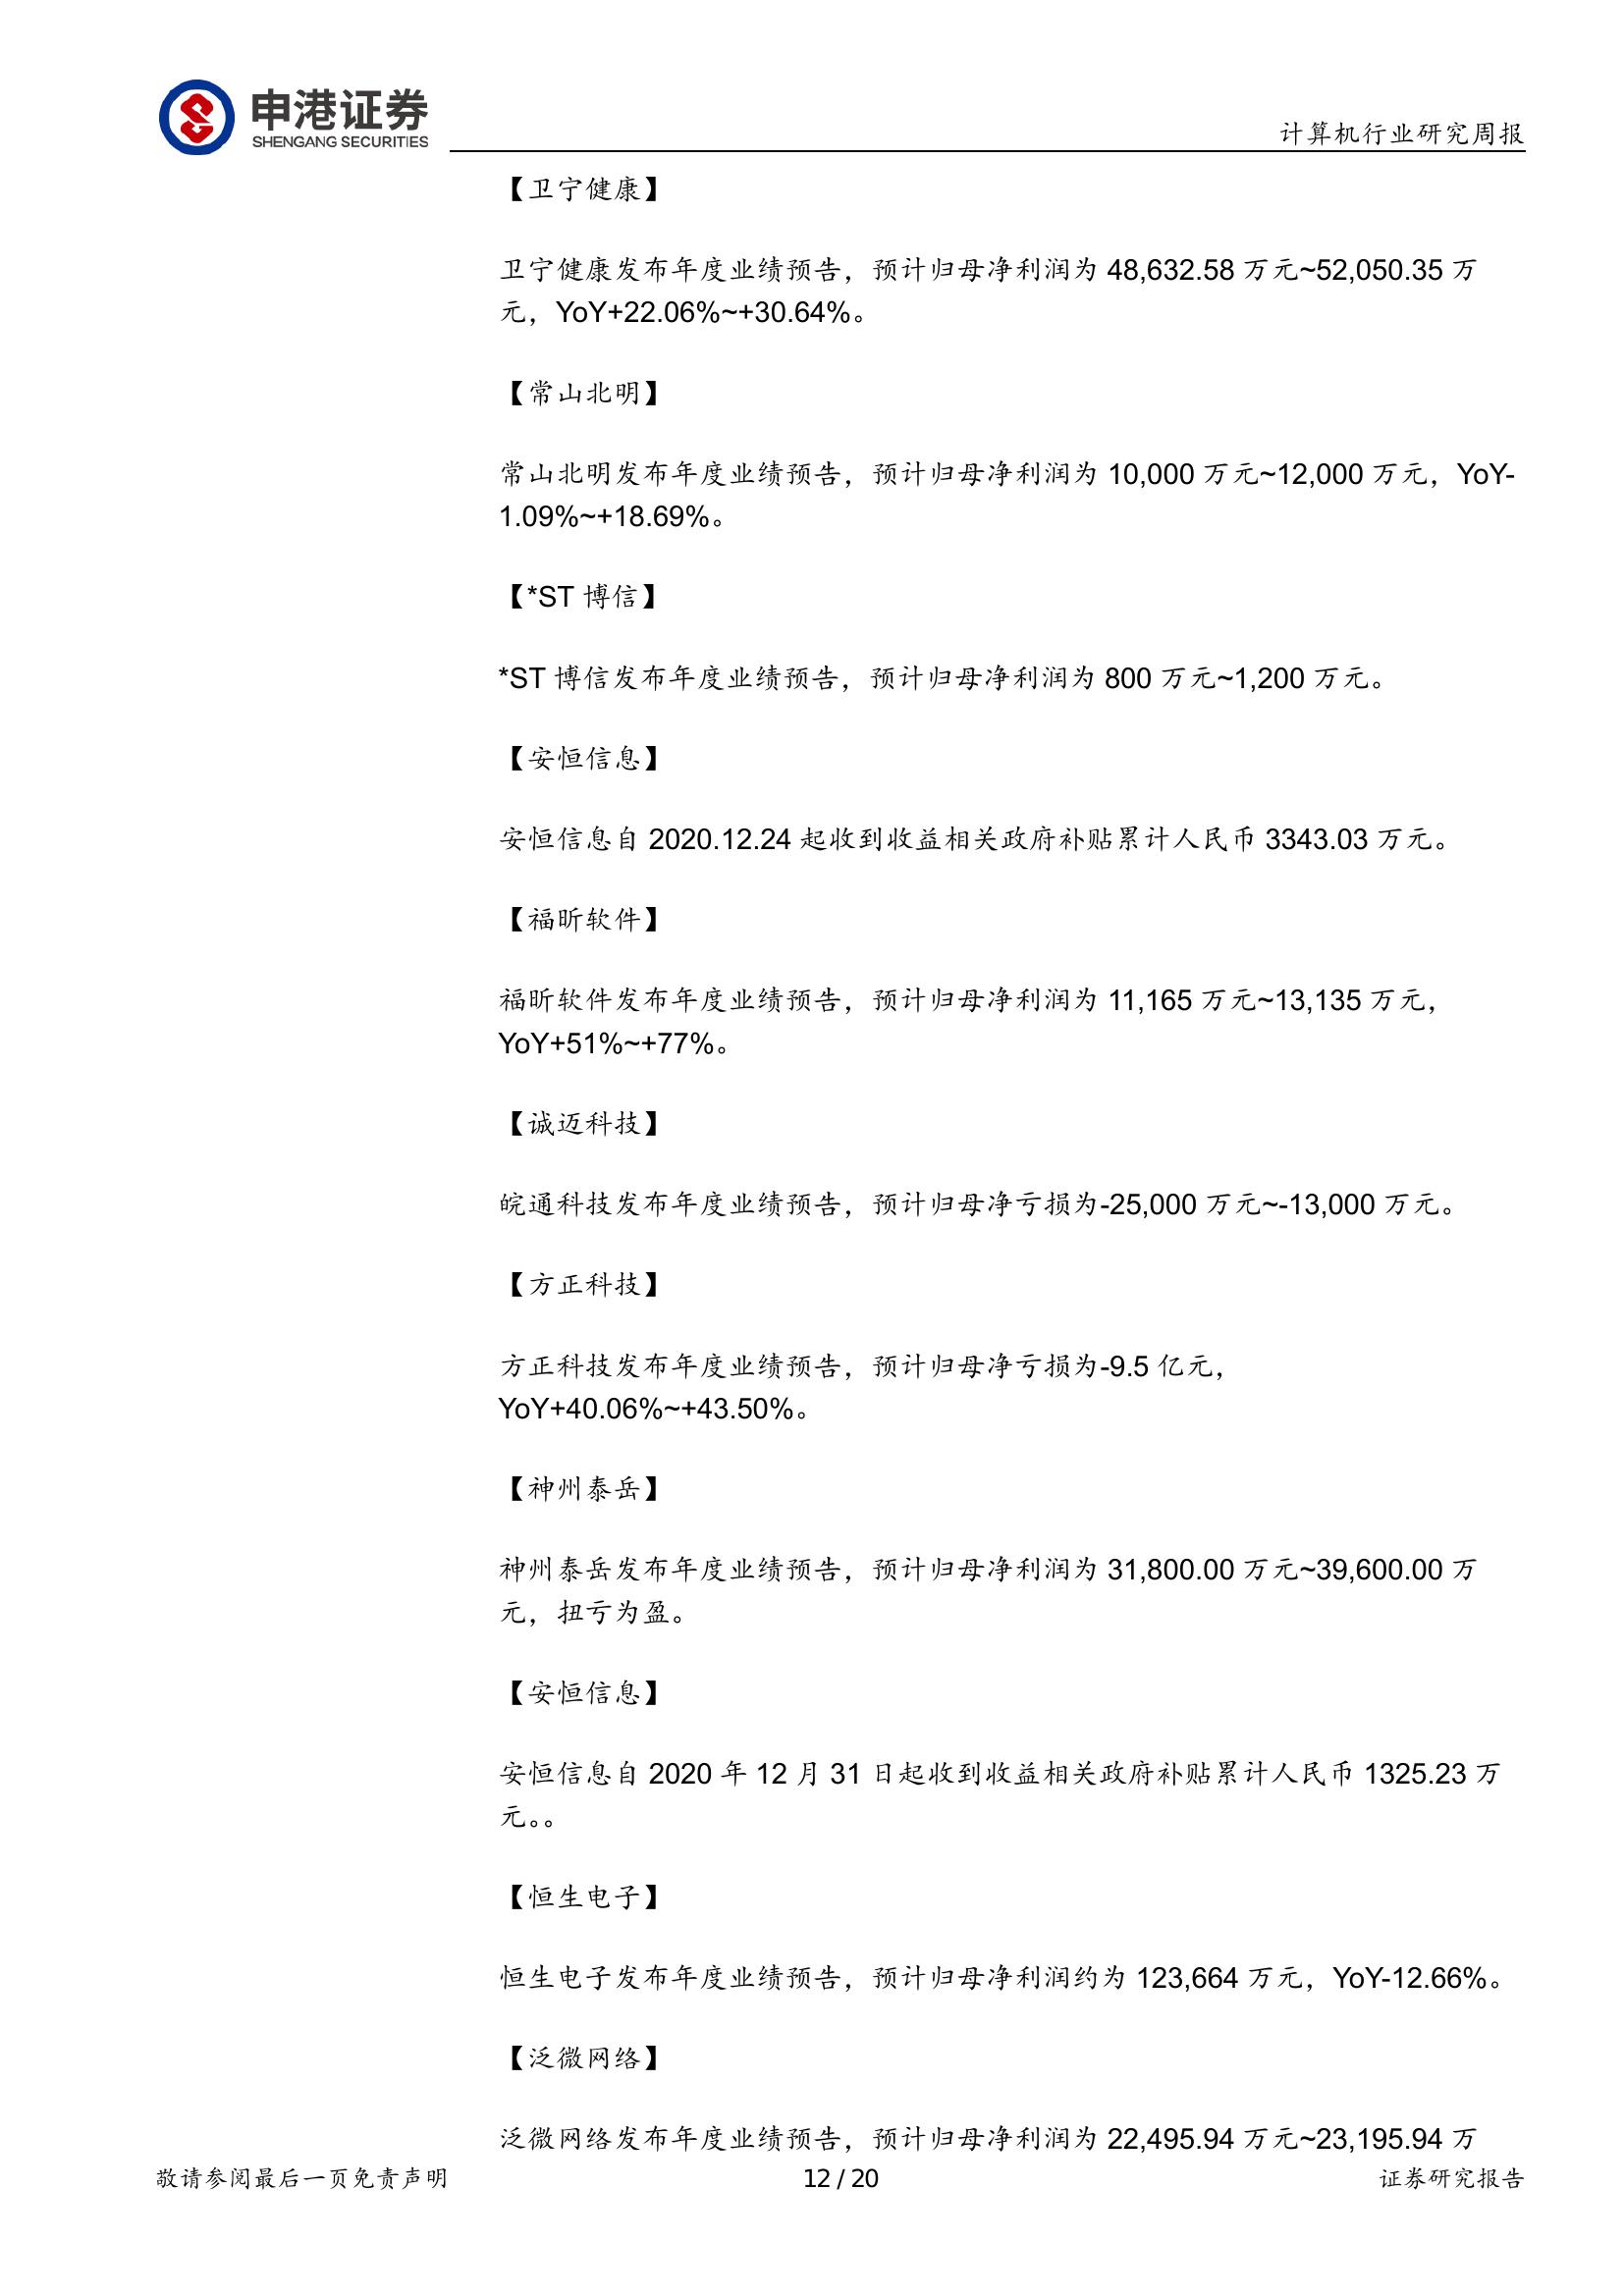 申港证券
SHENGANG SECURITIES
计算机行业研究周报
【卫宁健康】
卫宁健康发布年度业绩预告，预计归母净利润为 48,632.58 万元~52,050.35 万
元，YoY+22.06%~+30.64%。
【常山北明】
常山北明发布年度业绩预告，预计归母净利润为 10,000 万元~12,000 万元，YoY-
1.09%~+18.69%。
【*ST 博信】
*ST 博信发布年度业绩预告，预计归母净利润为 800 万元~1,200 万元。
【安恒信息】
安恒信息自 2020.12.24 起收到收益相关政府补贴累计人民币 3343.03 万元。
【福昕软件】
福昕软件发布年度业绩预告，预计归母净利润为 11,165 万元~13,135 万元，
YoY+51%~+77%。
【诚迈科技】
皖通科技发布年度业绩预告，预计归母净亏损为-25,000 万元~-13,000 万元。
【方正科技】
方正科技发布年度业绩预告，预计归母净亏损为-9.5 亿元，
YoY+40.06%~+43.50%。
【神州泰岳】
神州泰岳发布年度业绩预告，预计归母净利润为 31,800.00 万元~39,600.00 万
元，扭亏为盈。
【安恒信息】
安恒信息自 2020 年 12 月 31 日起收到收益相关政府补贴累计人民币 1325.23 万
元。。
【恒生电子】
恒生电子发布年度业绩预告，预计归母净利润约为 123,664 万元，YoY-12.66%。
【泛微网络】
泛微网络发布年度业绩预告，预计归母净利润为 22,495.94 万元~23,195.94 万
敬请参阅最后一页免责声明
12 / 20
证券研究报告